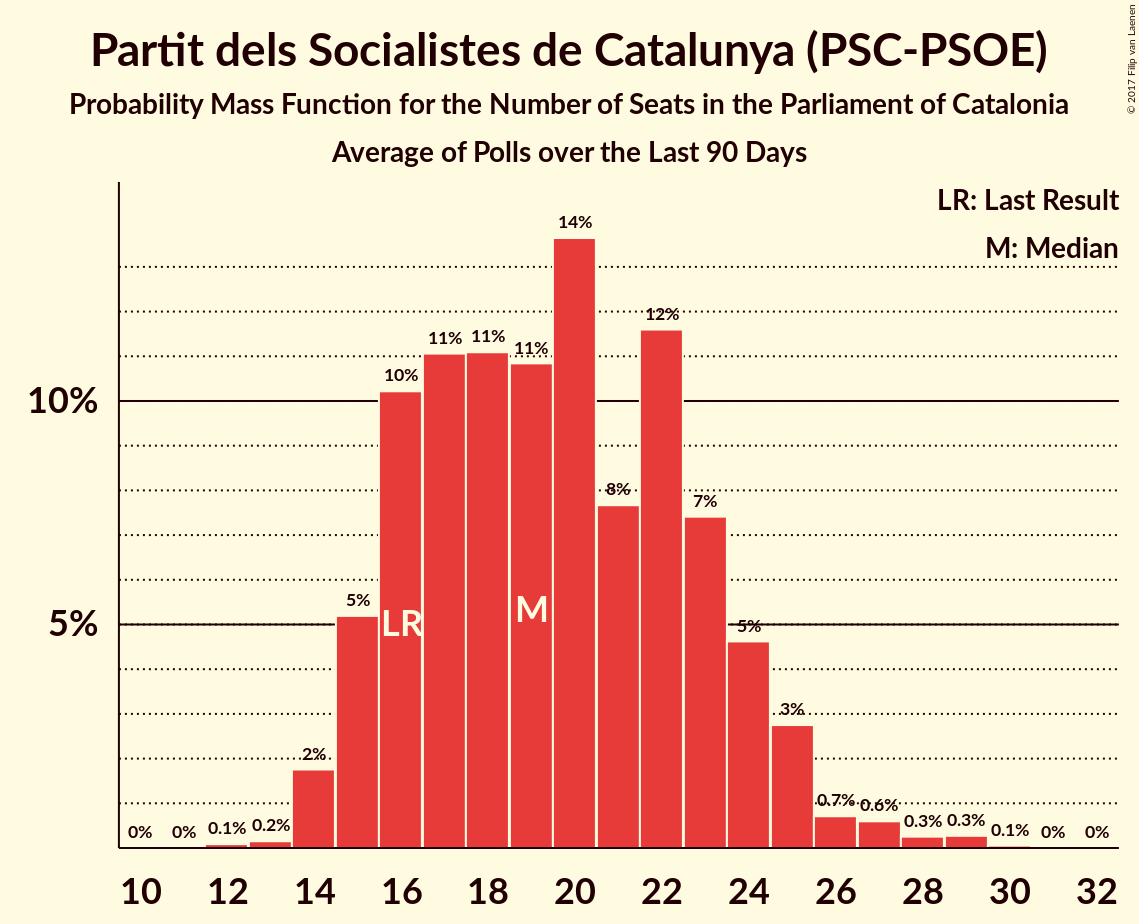 Partit dels Socialistes de Catalunya (PSC-PSOE)
Probability Mass Function for the Number of Seats in the Parliament of Catalonia
Average of Polls over the Last 90 Days
© 2017 Filip van Laenen
LR: Last Result
M: Median
10%
5%
0%
0%
0.1%
0.2%
2%
5%
10%
11%
11%
11%
14%
8%
12%
7%
5%
3%
0.7%
0.6%
0.3%
0.3%
0.1%
0%
0%
LR
M
10 12 14 16 18 20 22 24 26 28 30 32